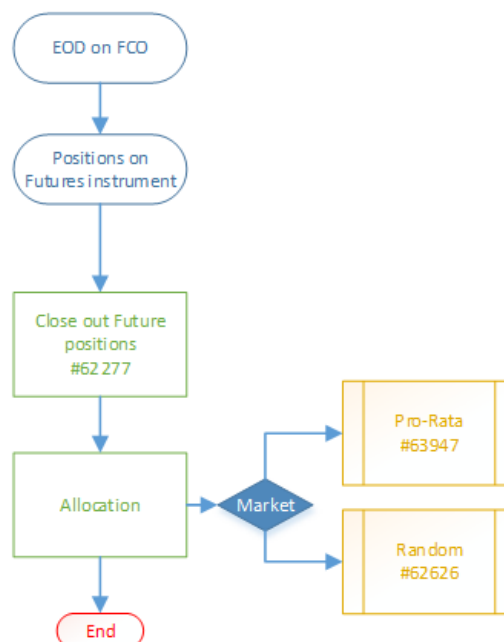 EOD on FCO
Positions on
Futures instrument
Close out Future
positions
#62277
Pro-Rata
#63947
Allocation
Market
Random
#62626
End